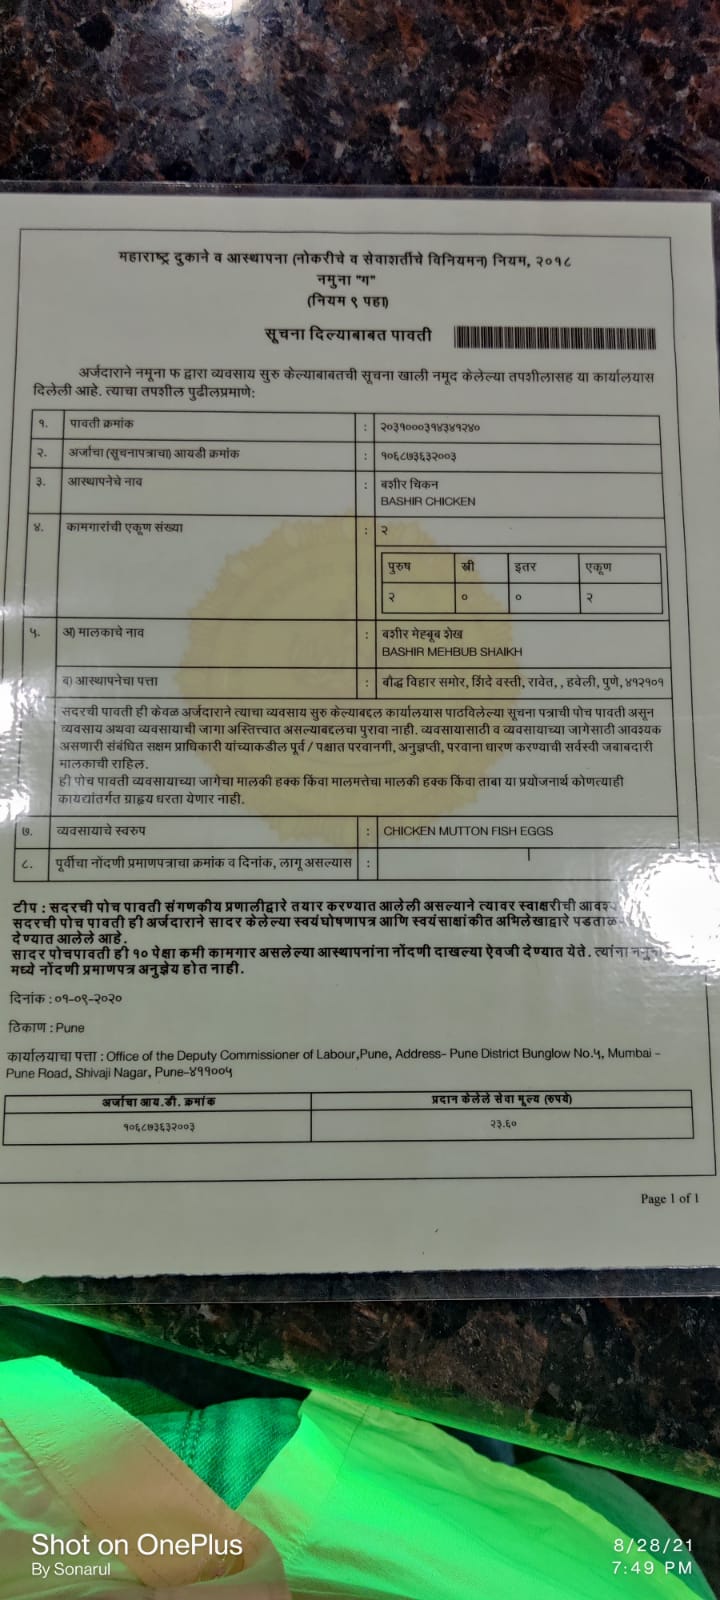 महाराष्ट्र दुकाने व आस्थापना (नोकरीचे व सेवाशर्तीचे विनियमन) नियम, २०१८
नमुना "ग"
(नियम ९ पहा)
सूचना दिल्याबाबत पावती
अर्जदाराने नमूना फ द्वारा व्यवसाय सुरु केल्याबाबतची सूचना खाली नमूद केलेल्या तपशीलासह या कार्यालयास
दिलेली आहे. त्याचा तपशील पुढीलप्रमाणे:
१. पावती क्रमांक : २०३१०००३१४३४१२४०
२. अर्जाचा (सूचनापत्राचा) आयडी क्रमांक : १०६८७३६३२००३
३. आस्थापनेचे नाव : बशीर चिकन
BASHIR CHICKEN
४. कामगारांची एकूण संख्या : २
पुरुष स्त्री इतर एकूण
२ ० ० २
५. अ) मालकाचे नाव : बशीर मेहबूब शेख
BASHIR MEHBUB SHAIKH
ब) आस्थापनेचा पत्ता : बौद्ध विहार समोर, शिंदे वस्ती, रावेत, , हवेली, पुणे, ४१२१०१
सदरची पावती ही केवळ अर्जदाराने त्याचा व्यवसाय सुरु केल्याबद्दल कार्यालयास पाठविलेल्या सूचना पत्राची पोच पावती असून
व्यवसाय अथवा व्यवसायाची जागा अस्तित्त्वात असल्याबद्दलचा पुरावा नाही. व्यवसायासाठी व व्यवसायाच्या जागेसाठी आवश्यक
असणारी संबंधित सक्षम प्राधिकारी यांच्याकडील पूर्व / पश्चात परवानगी, अनुज्ञप्ती, परवाना धारण करण्याची सर्वस्वी जबाबदारी
मालकाची राहिल.
ही पोच पावती व्यवसायाच्या जागेचा मालकी हक्क किंवा मालमत्तेचा मालकी हक्क किंवा ताबा या प्रयोजनार्थ कोणत्याही
कायद्यांतर्गत ग्राह्य धरता येणार नाही.
७. व्यवसायाचे स्वरुप : CHICKEN MUTTON FISH EGGS
८. पूर्वीचा नोंदणी प्रमाणपत्राचा क्रमांक व दिनांक, लागू असल्यास :
टीप : सदरची पोच पावती संगणकीय प्रणालीद्वारे तयार करण्यात आलेली असल्याने त्यावर स्वाक्षरीची
सदरची पोच पावती ही अर्जदाराने सादर केलेल्या स्वयंघोषणापत्र आणि स्वयंसाक्षांकीत अभिलेखाद्वारे
देण्यात आलेले आहे.
सादर पोचपावती ही १० पेक्षा कमी कामगार असलेल्या आस्थापनांना नोंदणी दाखल्या ऐवजी देण्यात येते. त्यांना
मध्ये नोंदणी प्रमाणपत्र अनुज्ञेय होत नाही.
दिनांक : ०१-०९-२०२०
ठिकाण : Pune
कार्यालयाचा पत्ता : Office of the Deputy Commissioner of Labour,Pune, Address- Pune District Bunglow No.५, Mumbai -
Pune Road, Shivaji Nagar, Pune-४११००५
अर्जाचा आय.डी. क्रमांक प्रदान केलेले सेवा मूल्य (रुपये)
१०६८७३६३२००३ २३.६०
Page 1 of 1
Shot on OnePlus
By Sonarul
8/28/21
7:49 PM